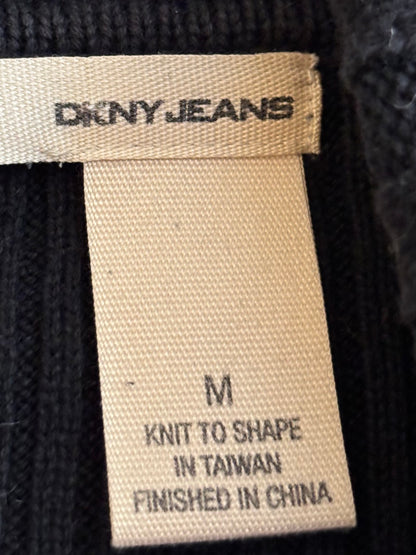 DKNY JEANS
M
KNIT TO SHAPE
IN TAIWAN
FINISHED IN CHINA